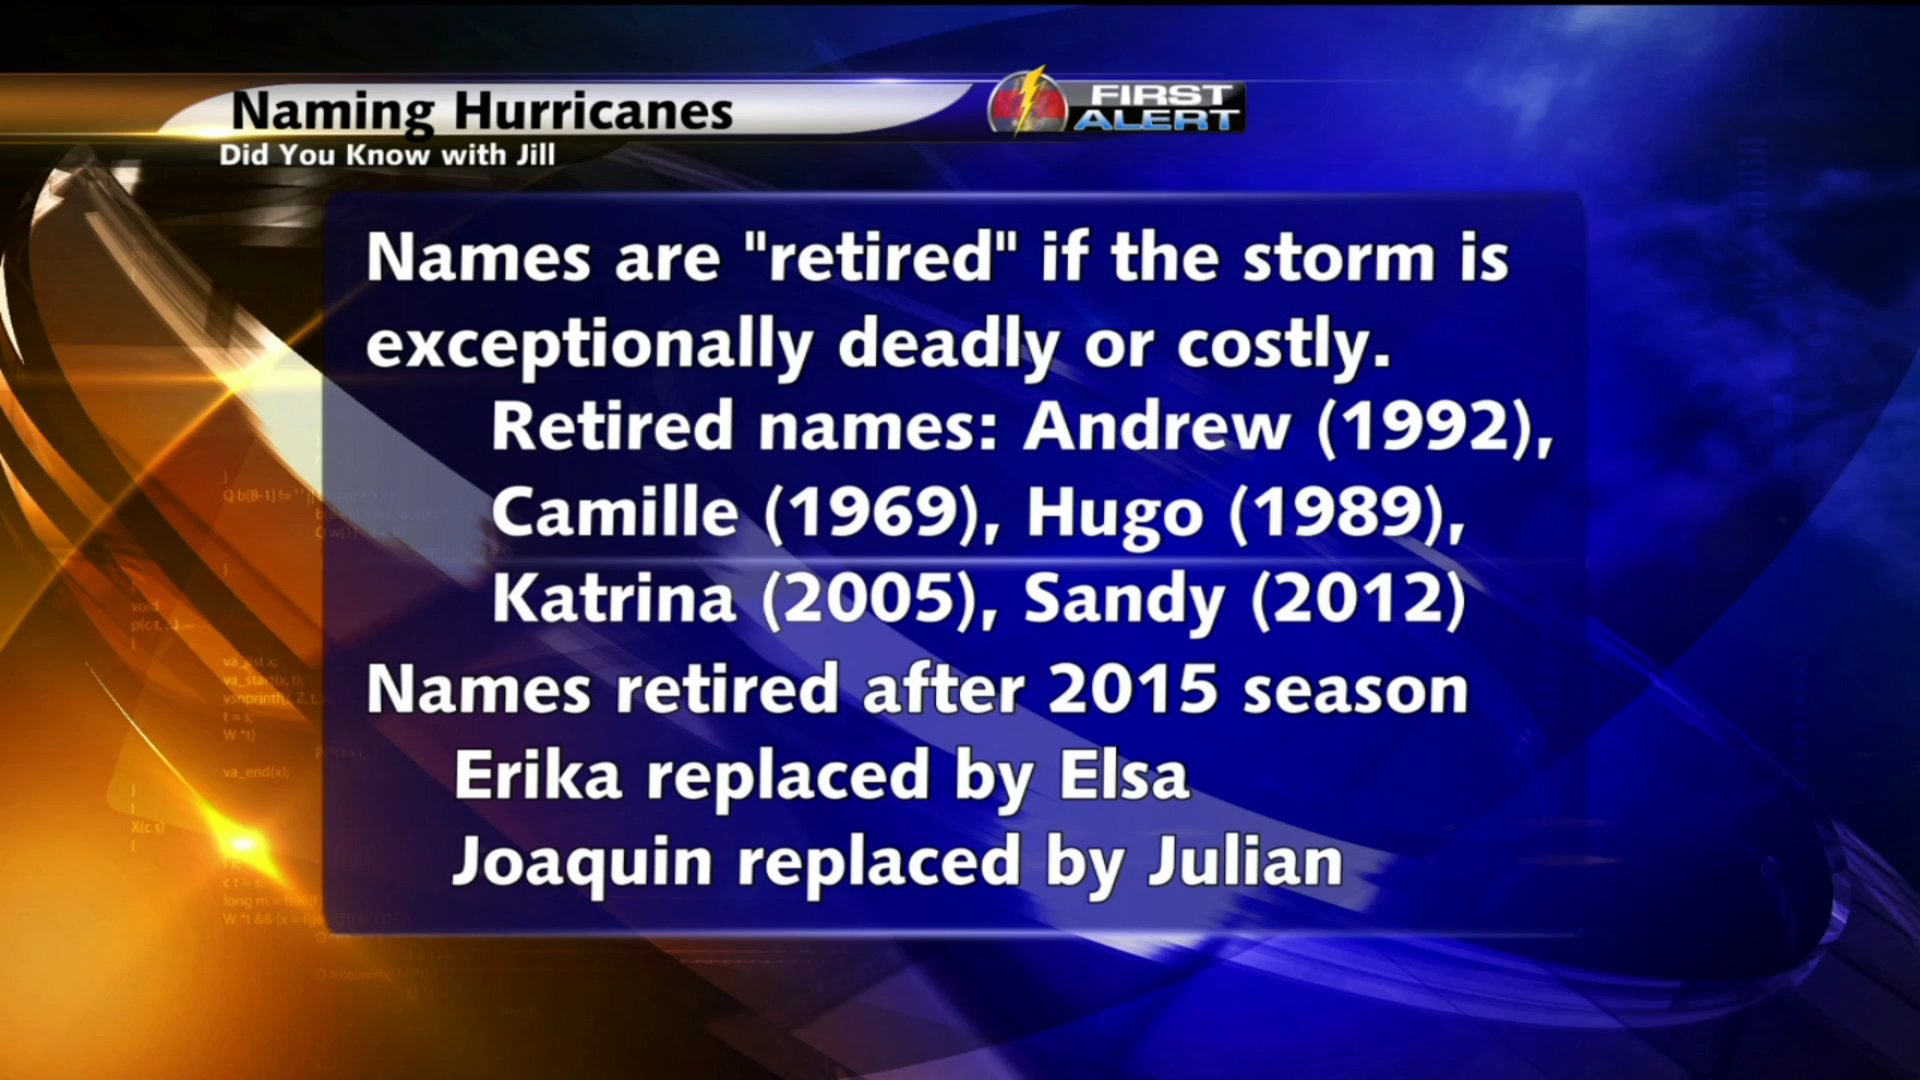 Naming Hurricanes
FIRST
ALERT
Did You Know with Jill
Names are "retired" if the storm is
exceptionally deadly or costly.
Retired names: Andrew (1992),
Camille (1969), Hugo (1989),
Katrina (2005), Sandy (2012)
Names retired after 2015 season
Erika replaced by Elsa
Joaquin replaced by Julian